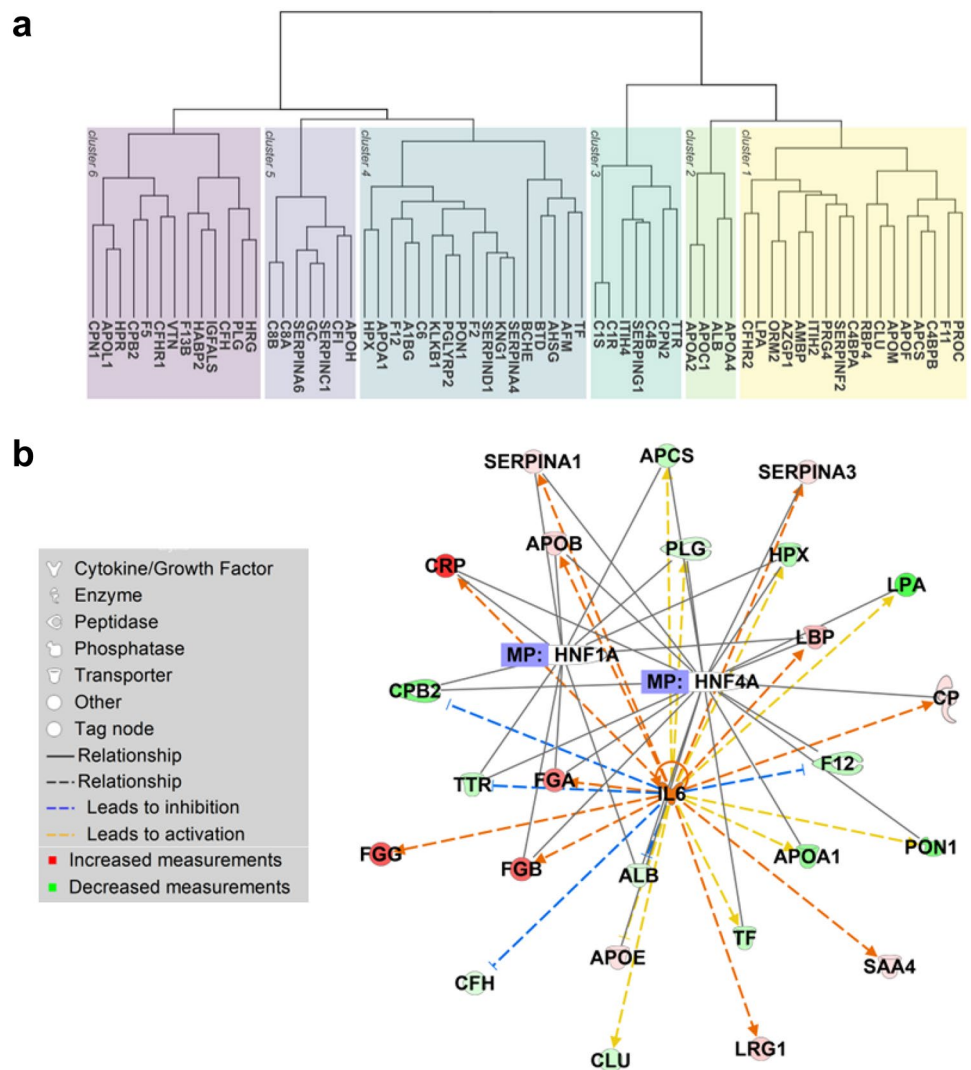 a
cluster 6
cluster 5
cluster 4
cluster 3
cluster 2
cluster 1
CPN1
APOL1
HPR
CPB2
F5
CFHR1
VTN
F13B
HABP2
IGFALS
CFH
PLG
HRG
C8B
C8A
SERPINA6
GC
SERPINC1
CFI
APOH
HPX
APOA1
F12
A1BG
C6
KLKB1
PGLYRP2
PON1
F2
SERPIND1
KNG1
SERPINA4
BCHE
BTD
AHSG
AFM
TF
C1S
C1R
ITIH4
SERPING1
C4B
CPN2
TTR
APOA2
APOC1
ALB
APOA4
CFHR2
LPA
ORM2
AZGP1
AMBP
ITIH2
PRG4
SERPINF2
C4BPA
RBP4
CLU
APOM
APOF
APCS
C4BPB
F11
PROC
b
SERPINA1
APCS
SERPINA3
APOB
PLG
HPX
CRP
LPA
LBP
MP: HNF1A
MP: HNF4A
CPB2
CP
F12
TTR
FGA
IL6
FGG
FGB
ALB
APOA1
PON1
TF
APOE
SAA4
CFH
CLU
LRG1
Cytokine/Growth Factor
Enzyme
Peptidase
Phosphatase
Transporter
Other
Tag node
Relationship
Relationship
Leads to inhibition
Leads to activation
Increased measurements
Decreased measurements